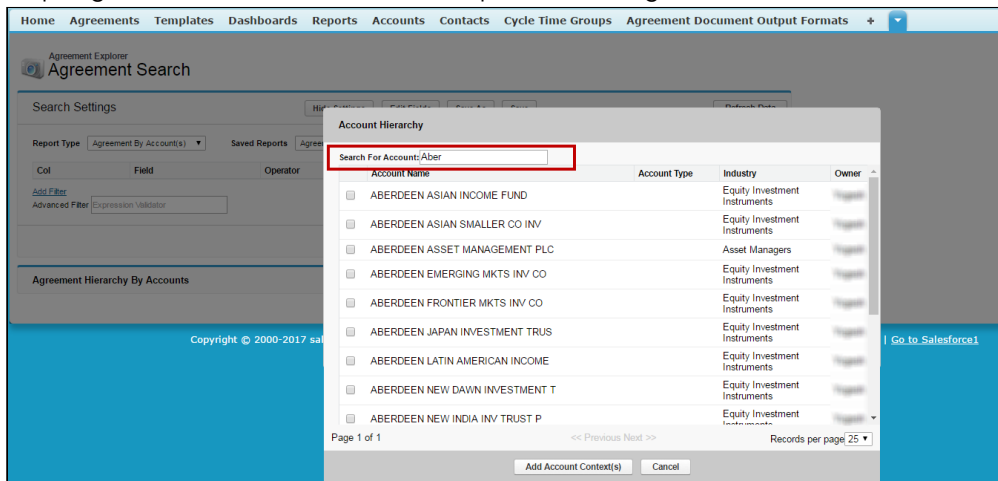 Home Agreements Templates Dashboards Reports Accounts Contacts Cycle Time Groups Agreement Document Output Formats +
Agreement Explorer
Agreement Search
Search Settings
Refresh Data
Report Type Agreement By Account(s) Saved Reports
Col Field Operator
Add Filter
Advanced Filter Expression Validator
Agreement Hierarchy By Accounts
Account Hierarchy
Search For Account: Aber
Account Name Account Type Industry Owner
ABERDEEN ASIAN INCOME FUND Equity Investment
Instruments
ABERDEEN ASIAN SMALLER CO INV Equity Investment
Instruments
ABERDEEN ASSET MANAGEMENT PLC Asset Managers
ABERDEEN EMERGING MKTS INV CO Equity Investment
Instruments
ABERDEEN FRONTIER MKTS INV CO Equity Investment
Instruments
ABERDEEN JAPAN INVESTMENT TRUS Equity Investment
Instruments
ABERDEEN LATIN AMERICAN INCOME Equity Investment
Instruments
ABERDEEN NEW DAWN INVESTMENT T Equity Investment
Instruments
ABERDEEN NEW INDIA INV TRUST P Equity Investment
Instruments
Page 1 of 1 << Previous Next >> Records per page 25
Add Account Context(s) Cancel
Copyright © 2000-2017 sal | Go to Salesforce1